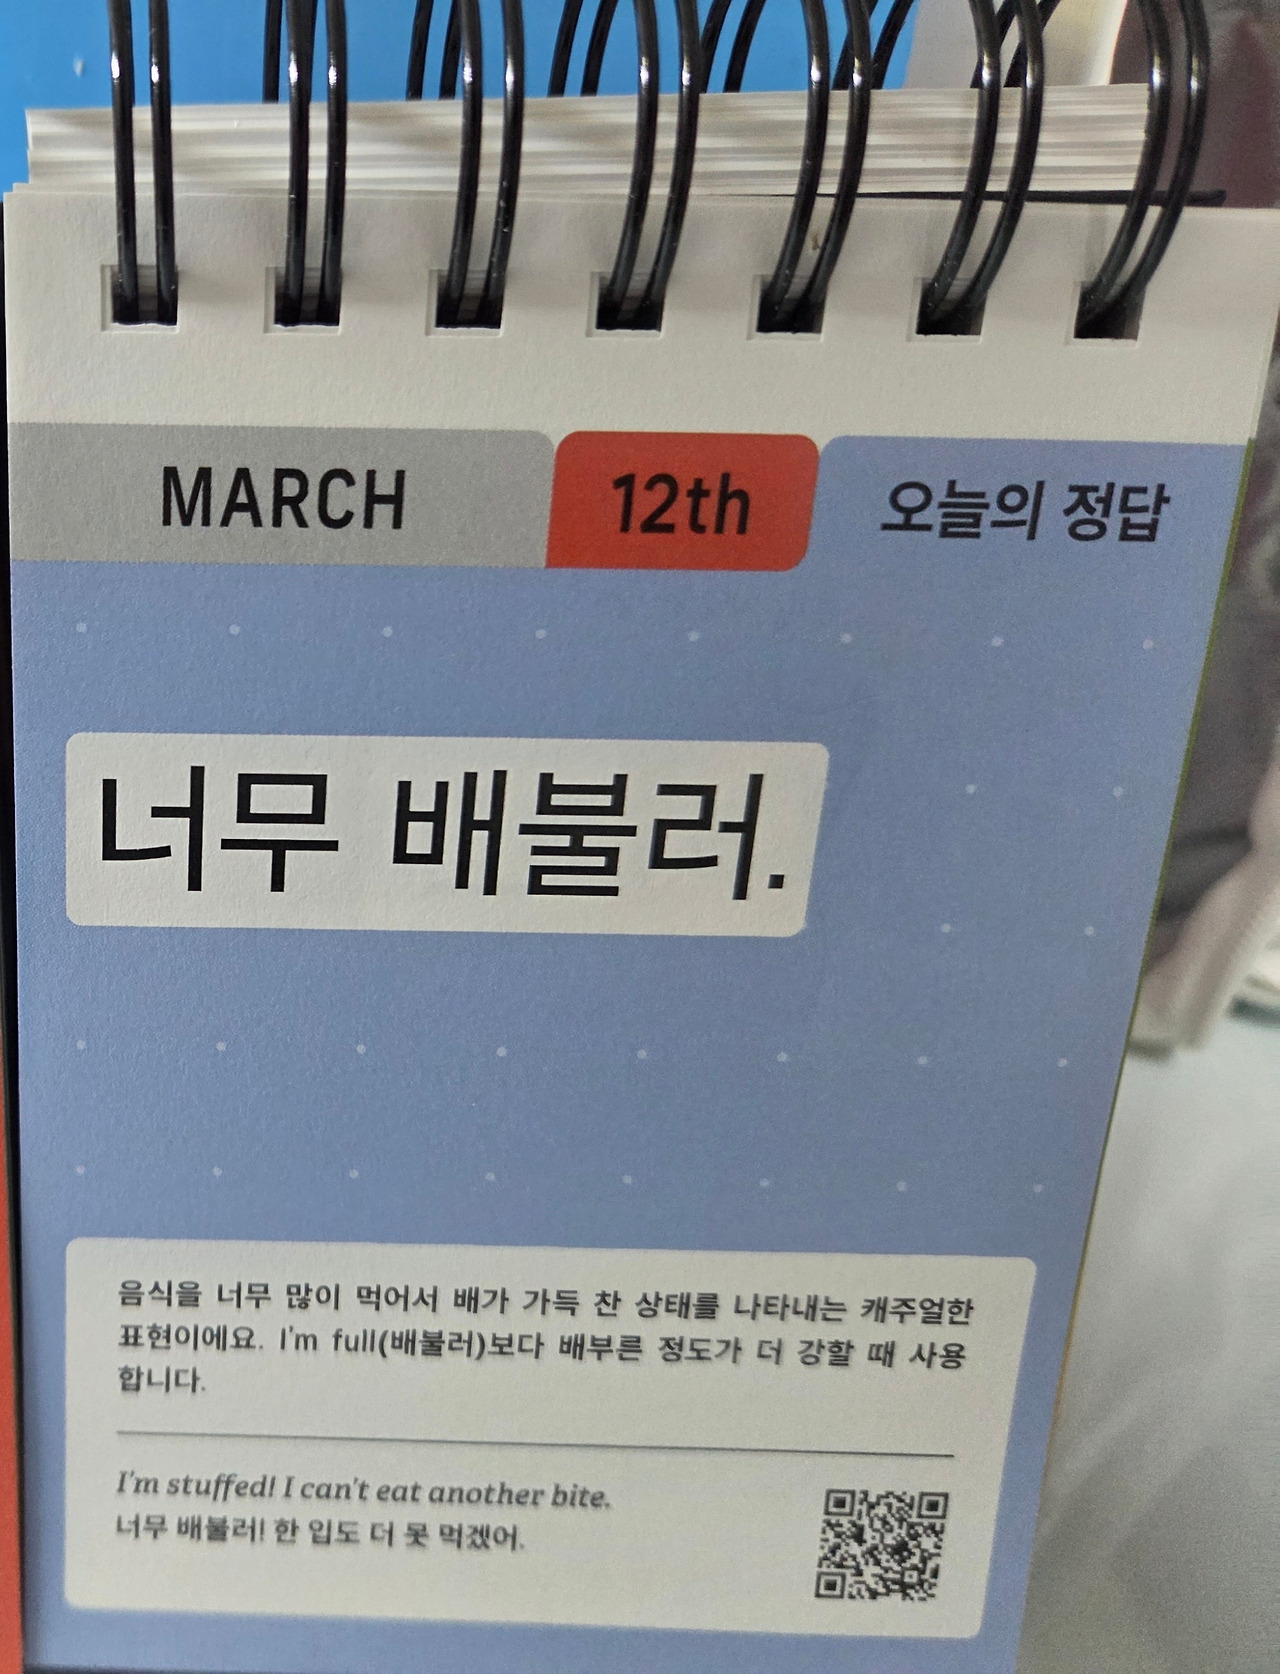 MARCH 12th 오늘의 정답
너무 배불러.
음식을 너무 많이 먹어서 배가 가득 찬 상태를 나타내는 캐주얼한
표현이에요. I'm full(배불러)보다 배부른 정도가 더 강할 때 사용
합니다.
I'm stuffed! I can't eat another bite.
너무 배불러! 한 입도 더 못 먹겠어.